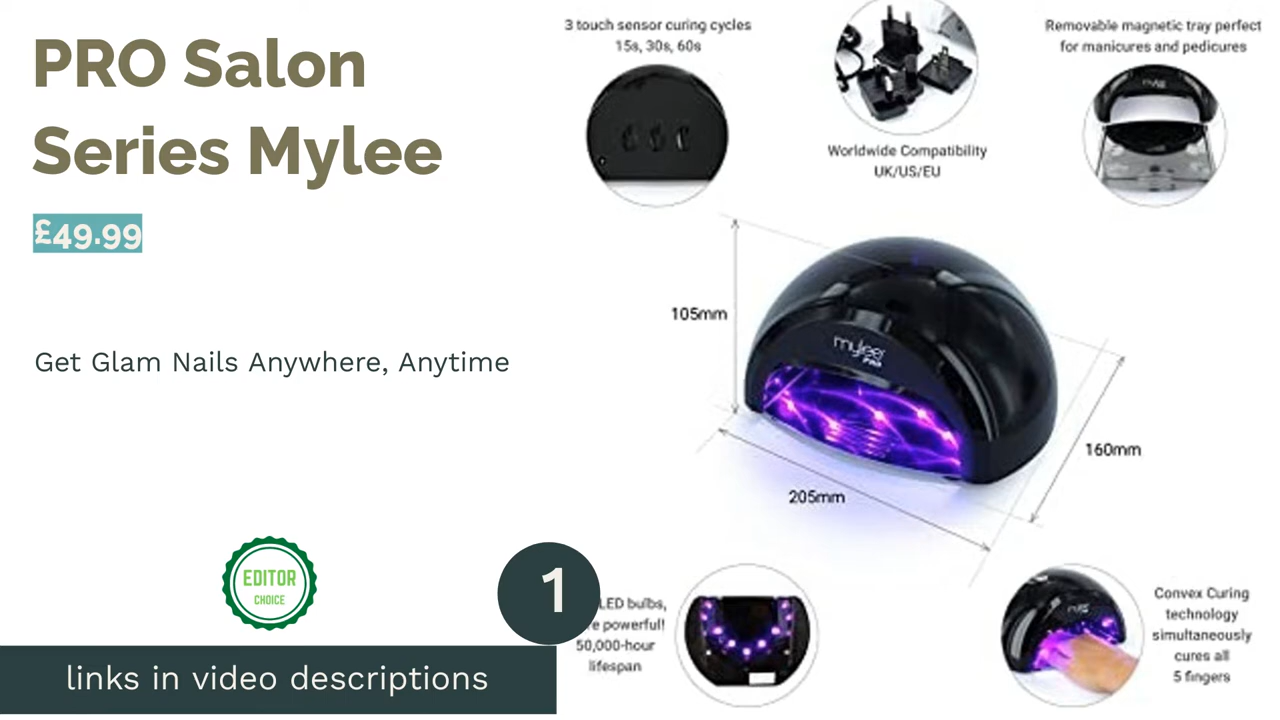 PRO Salon
Series Mylee
£49.99
Get Glam Nails Anywhere, Anytime
EDITOR
CHOICE
1
links in video descriptions
3 touch sensor curing cycles
15s, 30s, 60s
Worldwide Compatibility
UK/US/EU
Removable magnetic tray perfect
for manicures and pedicures
mylee
PRO
105mm
205mm
160mm
LED bulbs,
powerful!
50,000-hour
lifespan
Convex Curing
technology
simultaneously
cures all
5 fingers